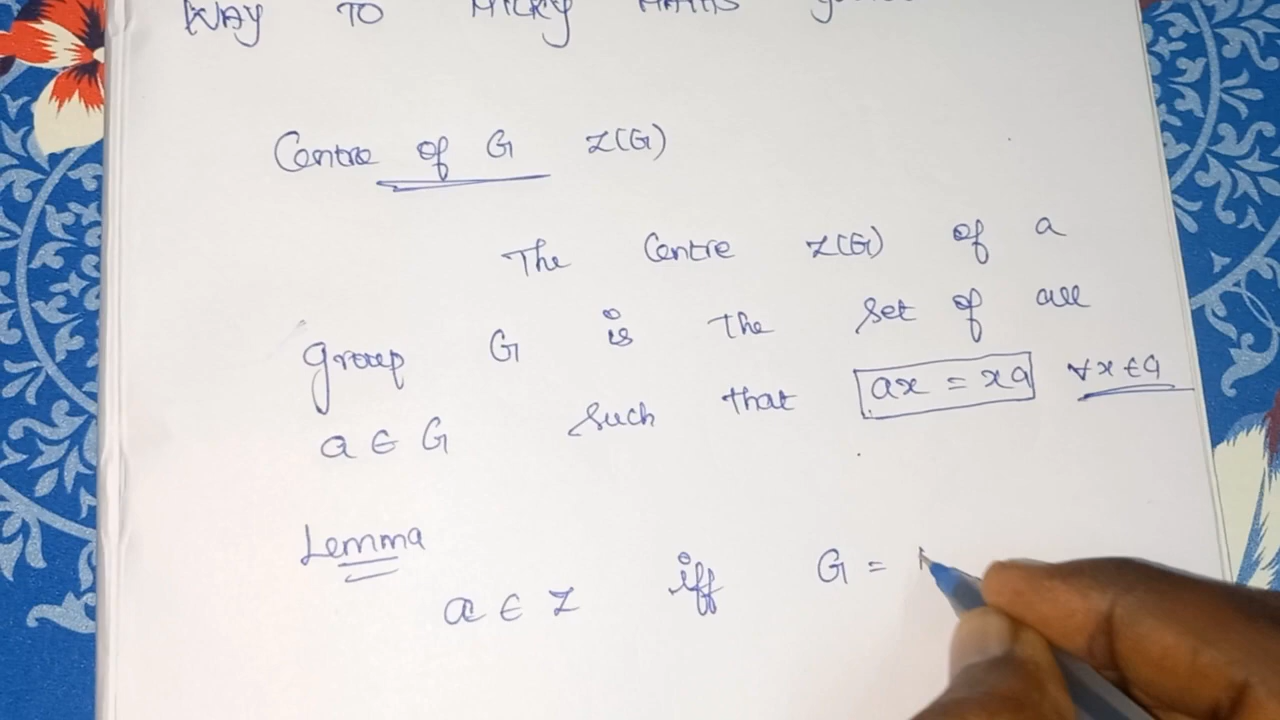 WAY TO
Centre of G Z(G)
The Centre Z(G) of a
group G is the set of all
a ∈ G such that ax = xa ∀ x ∈ G
Lemma
a ∈ Z iff G =